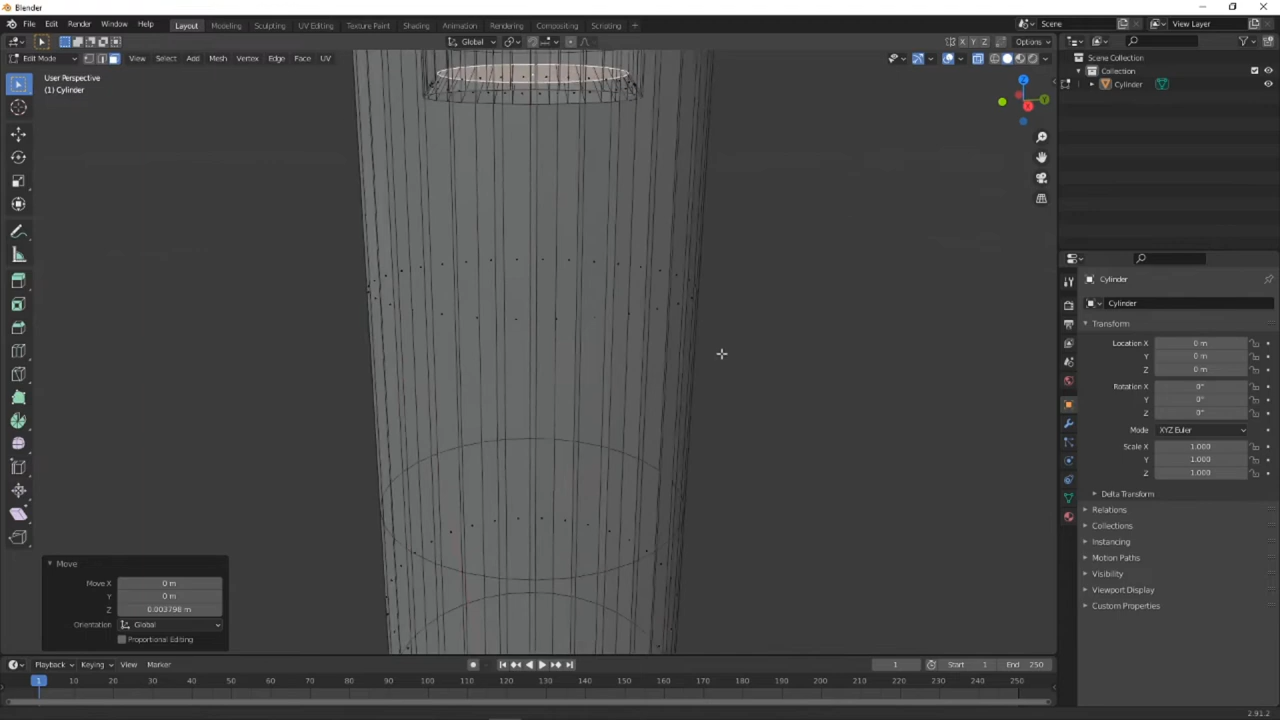 Blender
File Edit Render Window Help Layout Modeling Sculpting UV Editing Texture Paint Shading Animation Rendering Compositing Scripting + Scene View Layer
Global Options
Edit Mode View Select Add Mesh Vertex Edge Face UV X Y Z
User Perspective
(1) Cylinder
Scene Collection
Collection
Cylinder
Z
Y
X
Cylinder
Cylinder
Transform
Location X 0 m
Y 0 m
Z 0 m
Rotation X 0°
Y 0°
Z 0°
Mode XYZ Euler
Scale X 1.000
Y 1.000
Z 1.000
Delta Transform
Relations
Collections
Instancing
Motion Paths
Visibility
Viewport Display
Custom Properties
Move
Move X 0 m
Y 0 m
Z 0.003798 m
Orientation Global
Proportional Editing
Playback Keying View Marker 1 Start 1 End 250
1 10 20 30 40 50 60 70 80 90 100 110 120 130 140 150 160 170 180 190 200 210 220 230 240 250
2.91.2